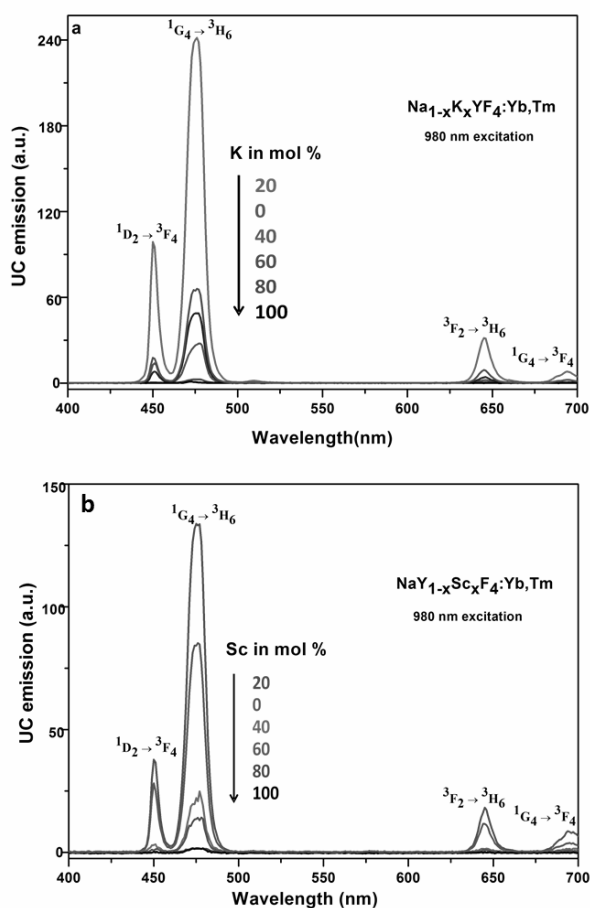 a
¹G₄ → ³H₆
240
Na₁₋ₓKₓYF₄:Yb,Tm
980 nm excitation
180
K in mol %
20
0
40
60
80
100
UC emission (a.u.)
120
¹D₂ → ³F₄
60
³F₂ → ³H₆
¹G₄ → ³F₄
0
400 450 500 550 600 650 700
Wavelength(nm)
150
b
¹G₄ → ³H₆
NaY₁₋ₓScₓF₄:Yb,Tm
980 nm excitation
100
Sc in mol %
20
0
40
60
80
100
UC emission (a.u.)
50
¹D₂ → ³F₄
³F₂ → ³H₆
¹G₄ → ³F₄
0
400 450 500 550 600 650 700
Wavelength (nm)